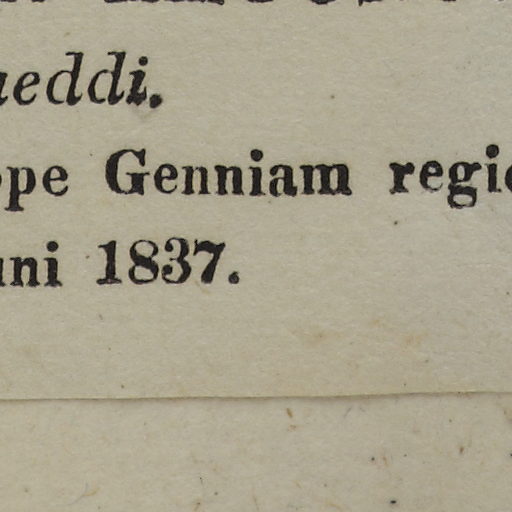 aeddi.
ope Genniam regio
uni 1837.